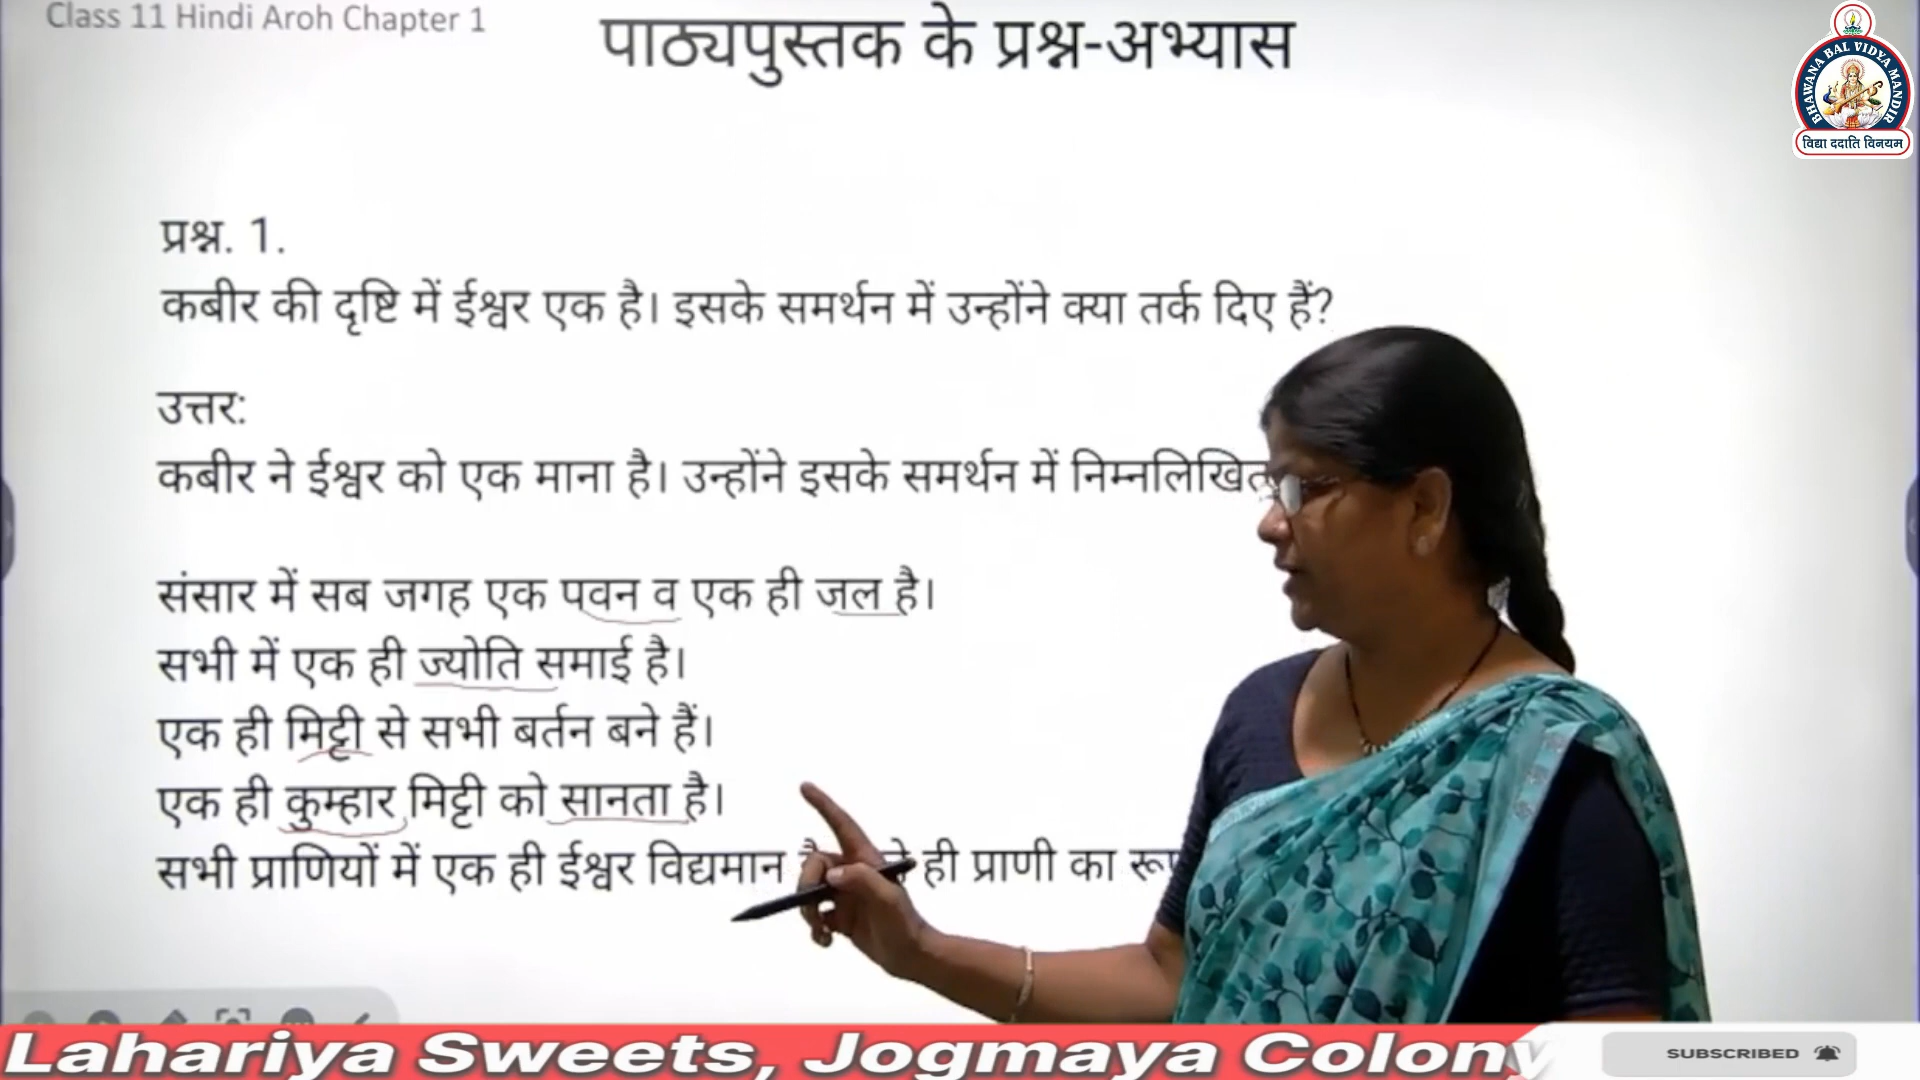 Class 11 Hindi Aroh Chapter 1
पाठ्यपुस्तक के प्रश्न-अभ्यास
BHAWANA BAL VIDYA MANDIR
विद्या ददाति विनयम
प्रश्न. 1.
कबीर की दृष्टि में ईश्वर एक है। इसके समर्थन में उन्होंने क्या तर्क दिए हैं?
उत्तर:
कबीर ने ईश्वर को एक माना है। उन्होंने इसके समर्थन में निम्नलिखित
संसार में सब जगह एक पवन व एक ही जल है।
सभी में एक ही ज्योति समाई है।
एक ही मिट्टी से सभी बर्तन बने हैं।
एक ही कुम्हार मिट्टी को सानता है।
सभी प्राणियों में एक ही ईश्वर विद्यमान ही प्राणी का
Lahariya Sweets, Jogmaya Colony
SUBSCRIBED